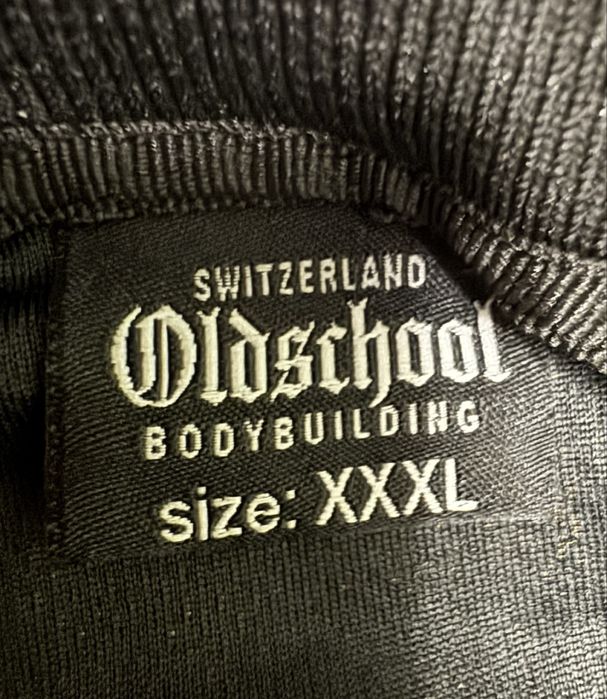 SWITZERLAND
Oldschool
BODYBUILDING
size: XXXL